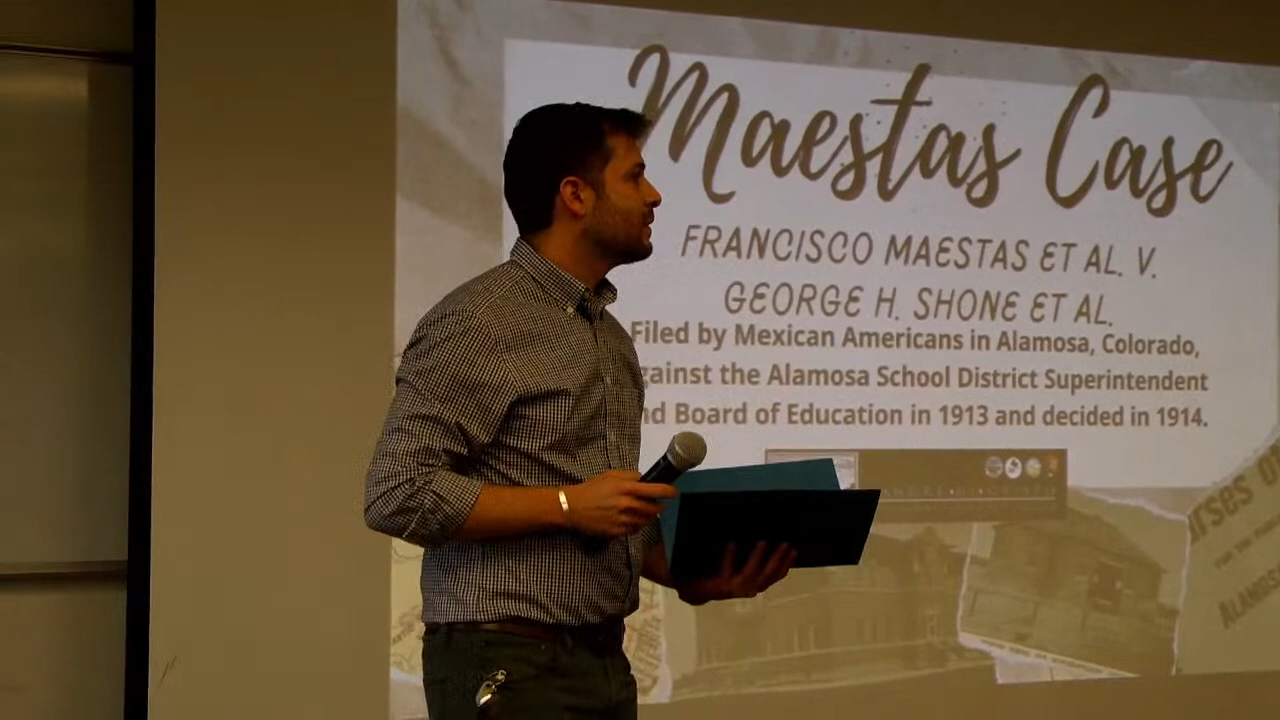 Maestas Case
FRANCISCO MAESTAS ET AL. V.
GEORGE H. SHONE ET AL.
Filed by Mexican Americans in Alamosa, Colorado,
the Alamosa School District Superintendent
Board of Education in 1913 and decided in 1914.